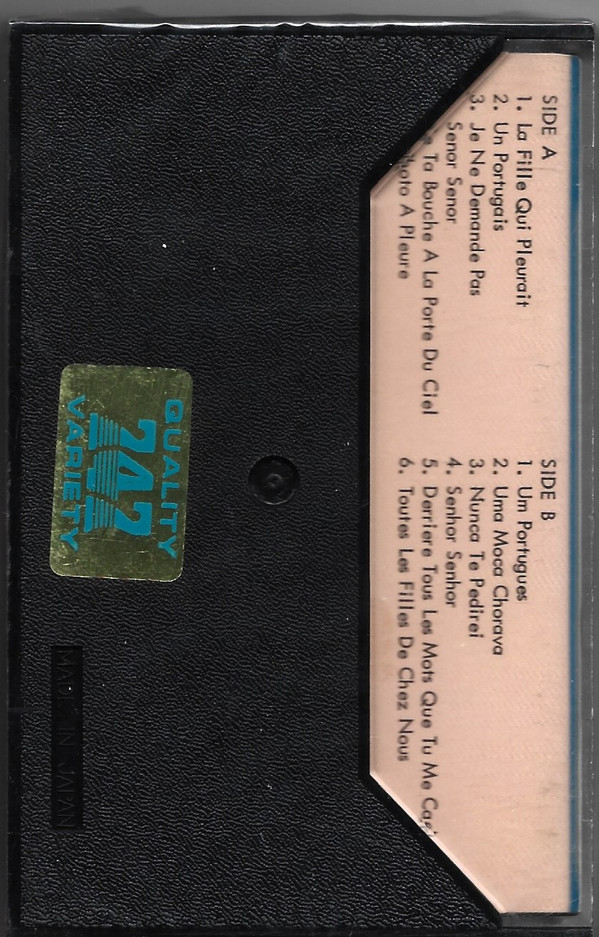 SIDE A
1. La Fille Qui Pleurait
2. Un Portugais
3. Je Ne Demande Pas
Senor Senor
Ta Bouche A La Porte Du Ciel
A Pleure
SIDE B
1. Um Portugues
2. Uma Moca Chorava
3. Nunca Te Pedirei
4. Senhor Senhor
5. Derriere Tous Les Mots Que Tu Me
6. Toutes Les Filles De Chez Nous
QUALITY
747
VARIETY
MADE IN JAPAN